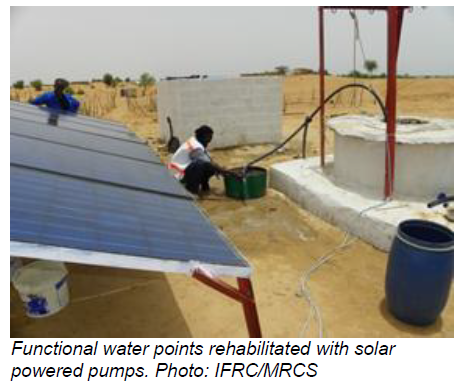 Functional water points rehabilitated with solar
powered pumps. Photo: IFRC/MRCS